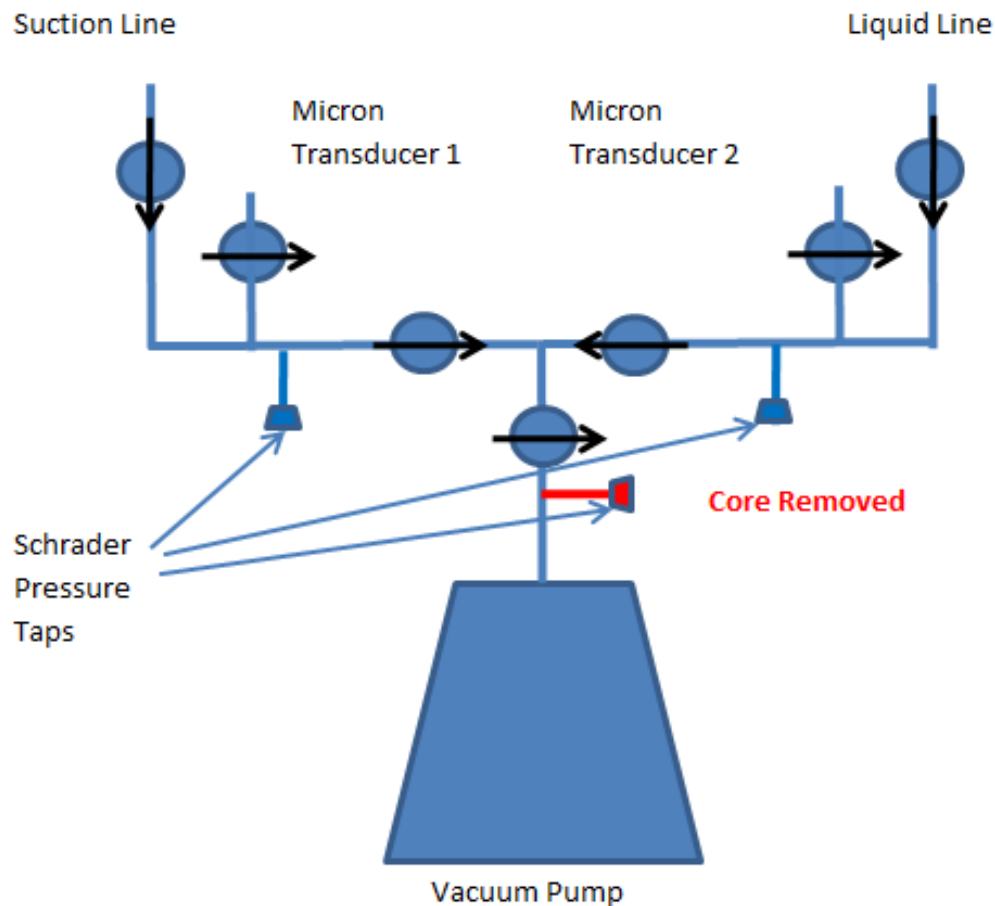 Suction Line
Liquid Line
Micron
Transducer 1
Micron
Transducer 2
Core Removed
Schrader
Pressure
Taps
Vacuum Pump